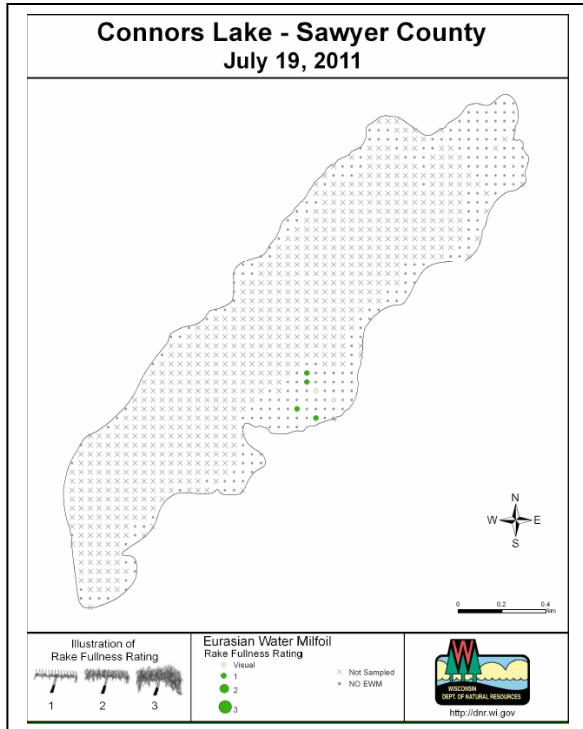 Connors Lake - Sawyer County
July 19, 2011
N
W E
S
0 0.2 0.4
km
Illustration of
Rake Fullness Rating
1 2 3
Eurasian Water Milfoil
Rake Fullness Rating
Visual
1
2
3
Not Sampled
NO EWM
WISCONSIN
DEPT. OF NATURAL RESOURCES
http://dnr.wi.gov